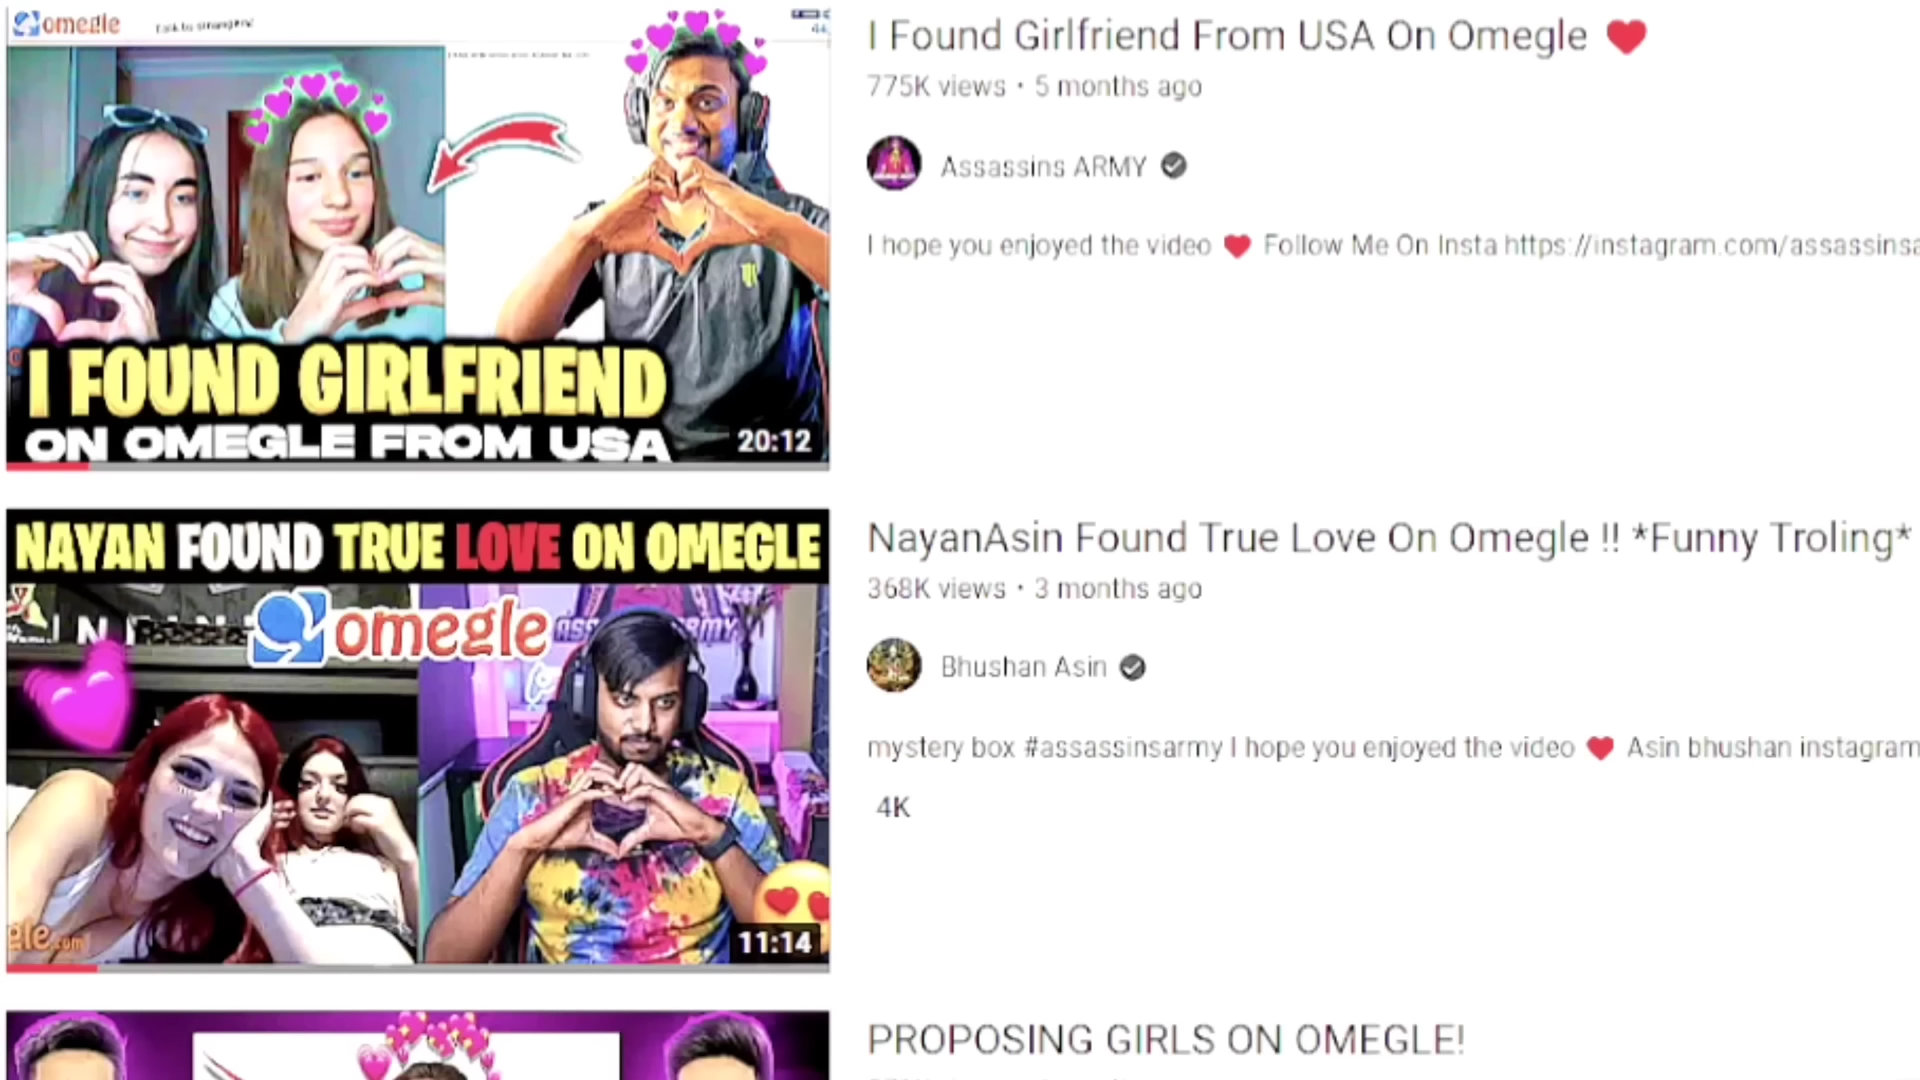 omegle
Talk to strangers!
I FOUND GIRLFRIEND
ON OMEGLE FROM USA
20:12
I Found Girlfriend From USA On Omegle ❤
775K views • 5 months ago
Assassins ARMY
I hope you enjoyed the video ❤ Follow Me On Insta https://instagram.com/assassinsa
NAYAN FOUND TRUE LOVE ON OMEGLE
omegle
11:14
NayanAsin Found True Love On Omegle !! *Funny Troling*
368K views • 3 months ago
Bhushan Asin
mystery box #assassinsarmy I hope you enjoyed the video ❤ Asin bhushan instagram
4K
PROPOSING GIRLS ON OMEGLE!